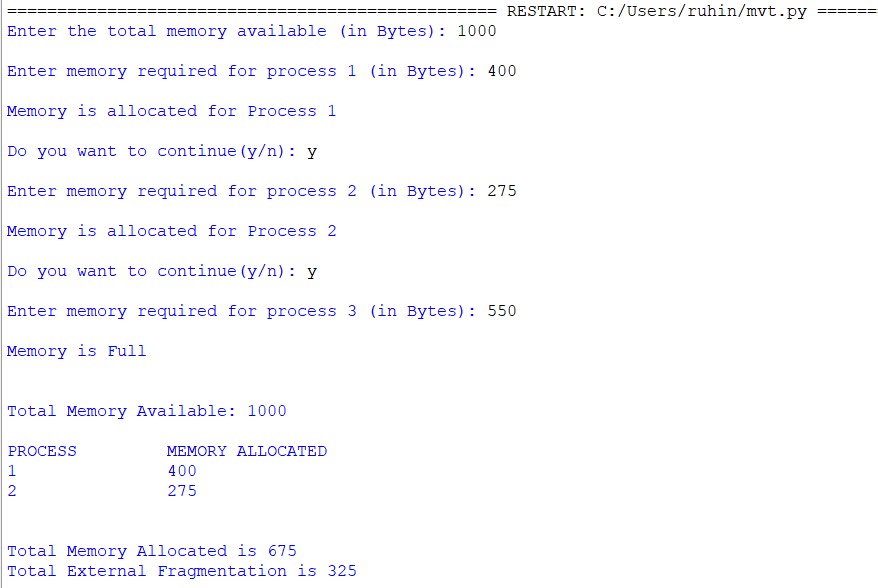 ================================================= RESTART: C:/Users/ruhin/mvt.py ======
Enter the total memory available (in Bytes): 1000
Enter memory required for process 1 (in Bytes): 400
Memory is allocated for Process 1
Do you want to continue(y/n): y
Enter memory required for process 2 (in Bytes): 275
Memory is allocated for Process 2
Do you want to continue(y/n): y
Enter memory required for process 3 (in Bytes): 550
Memory is Full
Total Memory Available: 1000
PROCESS MEMORY ALLOCATED
1 400
2 275
Total Memory Allocated is 675
Total External Fragmentation is 325